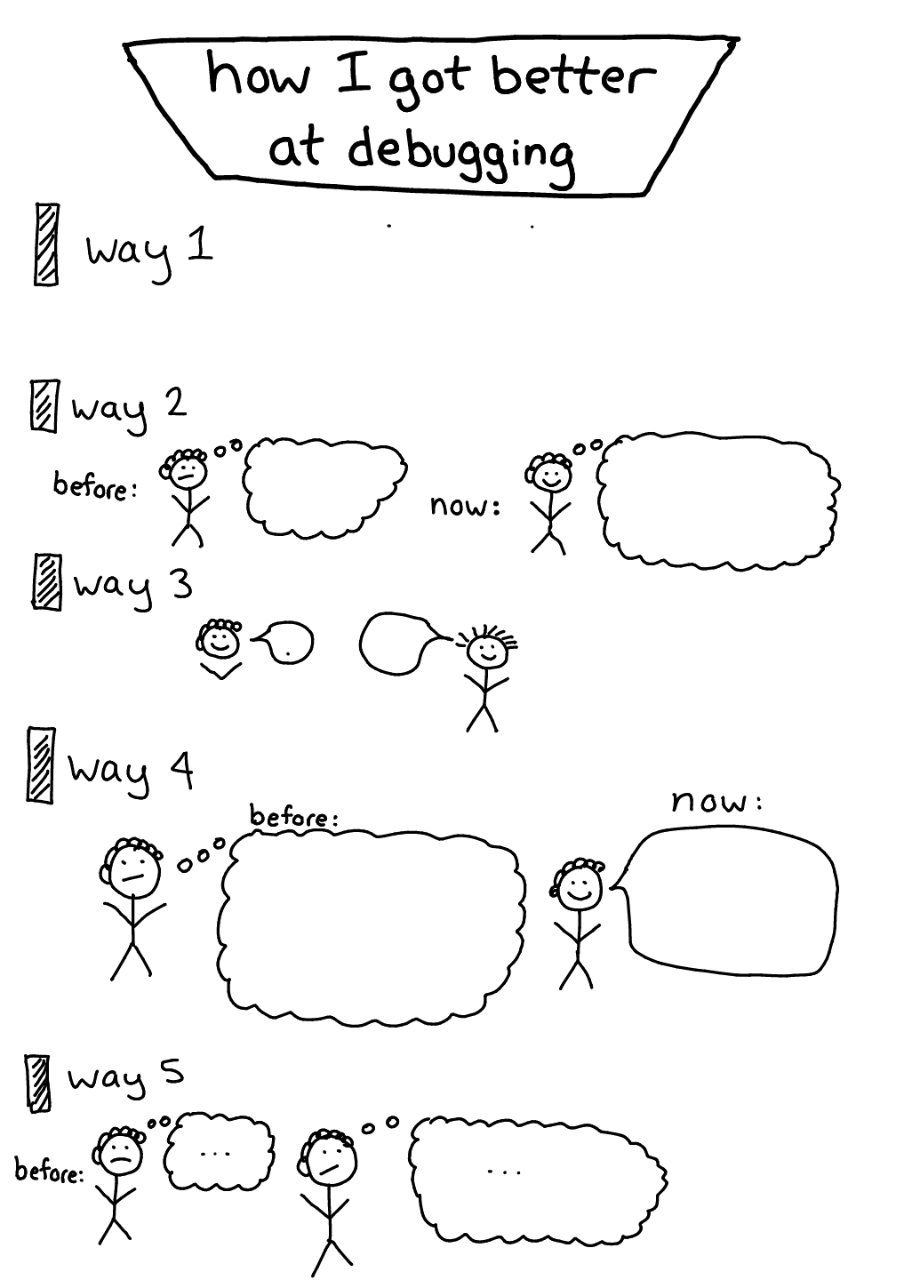 how I got better
at debugging
way 1
way 2
before:
now:
way 3
way 4
before:
now:
way 5
before:
...
...